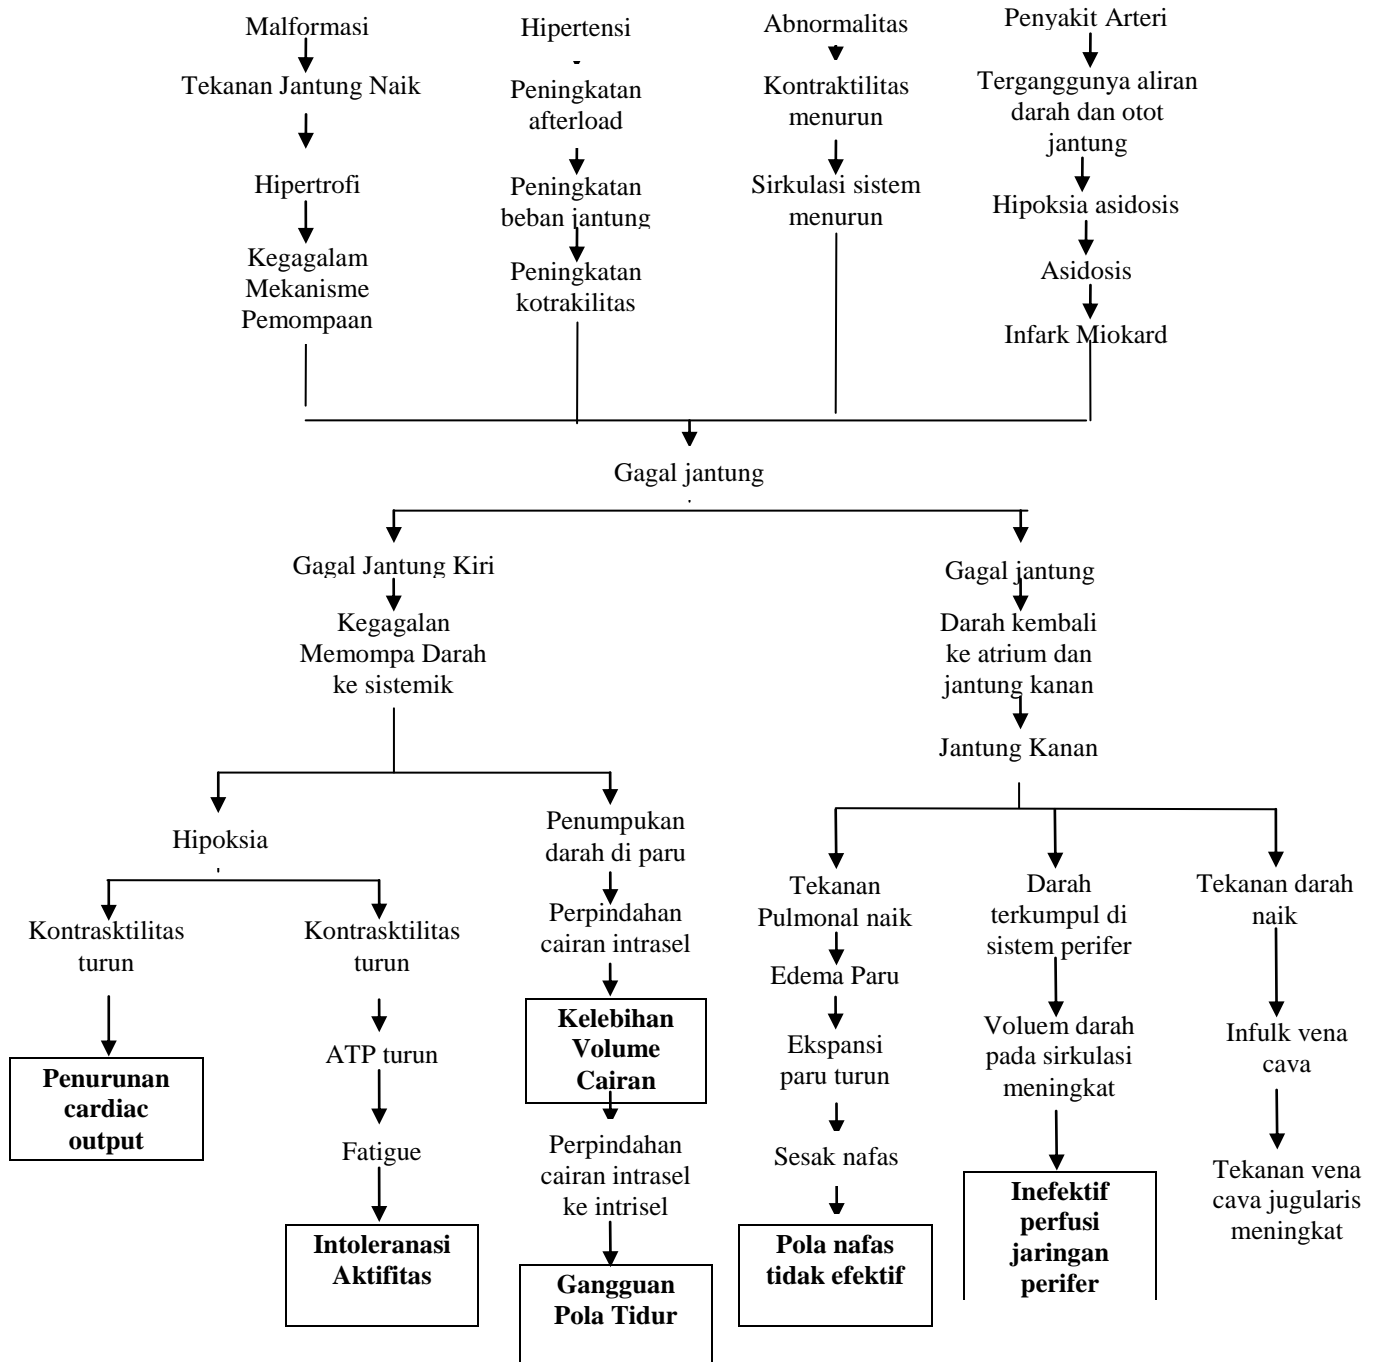 Malformasi
Tekanan Jantung Naik
Hipertrofi
Kegagalam
Mekanisme
Pemompaan
Hipertensi
Peningkatan
afterload
Peningkatan
beban jantung
Peningkatan
kotrakilitas
Abnormalitas
Kontraktilitas
menurun
Sirkulasi sistem
menurun
Penyakit Arteri
Terganggunya aliran
darah dan otot
jantung
Hipoksia asidosis
Asidosis
Infark Miokard
Gagal jantung
Gagal Jantung Kiri
Kegagalan
Memompa Darah
ke sistemik
Hipoksia
Kontrasktilitas
turun
Penurunan
cardiac
output
Kontrasktilitas
turun
ATP turun
Fatigue
Intoleranasi
Aktifitas
Penumpukan
darah di paru
Perpindahan
cairan intrasel
Kelebihan
Volume
Cairan
Perpindahan
cairan intrasel
ke intrisel
Gangguan
Pola Tidur
Gagal jantung
Darah kembali
ke atrium dan
jantung kanan
Jantung Kanan
Tekanan
Pulmonal naik
Edema Paru
Ekspansi
paru turun
Sesak nafas
Pola nafas
tidak efektif
Darah
terkumpul di
sistem perifer
Voluem darah
pada sirkulasi
meningkat
Inefektif
perfusi
jaringan
perifer
Tekanan darah
naik
Infulk vena
cava
Tekanan vena
cava jugularis
meningkat